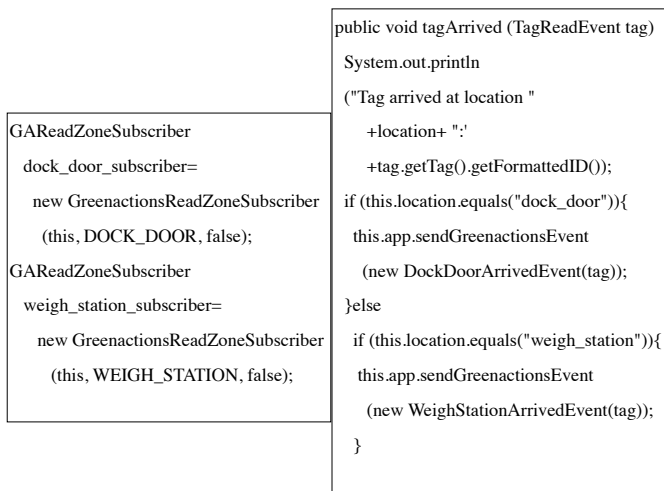 GAReadZoneSubscriber
dock_door_subscriber=
new GreenactionsReadZoneSubscriber
(this, DOCK_DOOR, false);
GAReadZoneSubscriber
weigh_station_subscriber=
new GreenactionsReadZoneSubscriber
(this, WEIGH_STATION, false);
public void tagArrived (TagReadEvent tag)
System.out.println
("Tag arrived at location "
+location+ ":'
+tag.getTag().getFormattedID());
if (this.location.equals("dock_door")){
this.app.sendGreenactionsEvent
(new DockDoorArrivedEvent(tag));
}else
if (this.location.equals("weigh_station")){
this.app.sendGreenactionsEvent
(new WeighStationArrivedEvent(tag));
}